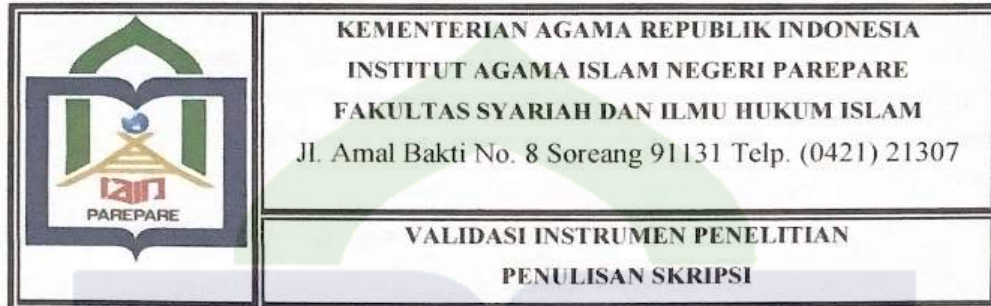 IAIN
PAREPARE
KEMENTERIAN AGAMA REPUBLIK INDONESIA
INSTITUT AGAMA ISLAM NEGERI PAREPARE
FAKULTAS SYARIAH DAN ILMU HUKUM ISLAM
Jl. Amal Bakti No. 8 Soreang 91131 Telp. (0421) 21307
VALIDASI INSTRUMEN PENELITIAN
PENULISAN SKRIPSI